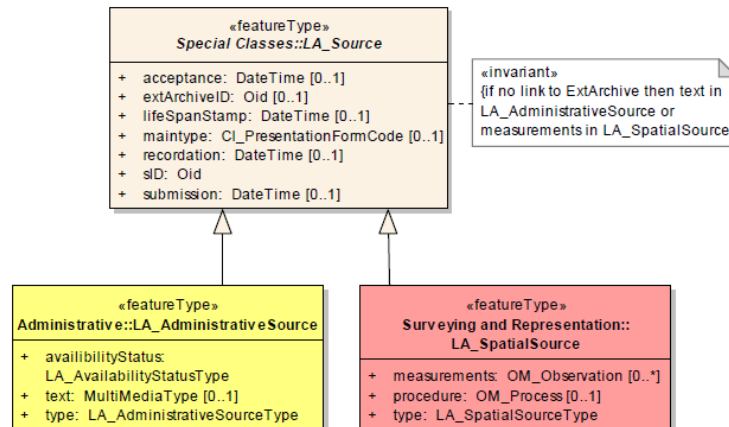 «featureType»
Special Classes::LA_Source
+ acceptance: DateTime [0..1]
+ extArchiveID: Oid [0..1]
+ lifeSpanStamp: DateTime [0..1]
+ maintype: CI_PresentationFormCode [0..1]
+ recordation: DateTime [0..1]
+ sID: Oid
+ submission: DateTime [0..1]
«invariant»
{if no link to ExtArchive then text in
LA_AdministrativeSource or
measurements in LA_SpatialSource
«featureType»
Administrative::LA_AdministrativeSource
+ availibilityStatus:
LA_AvailabilityStatusType
+ text: MultiMediaType [0..1]
+ type: LA_AdministrativeSourceType
«featureType»
Surveying and Representation::
LA_SpatialSource
+ measurements: OM_Observation [0..*]
+ procedure: OM_Process [0..1]
+ type: LA_SpatialSourceType